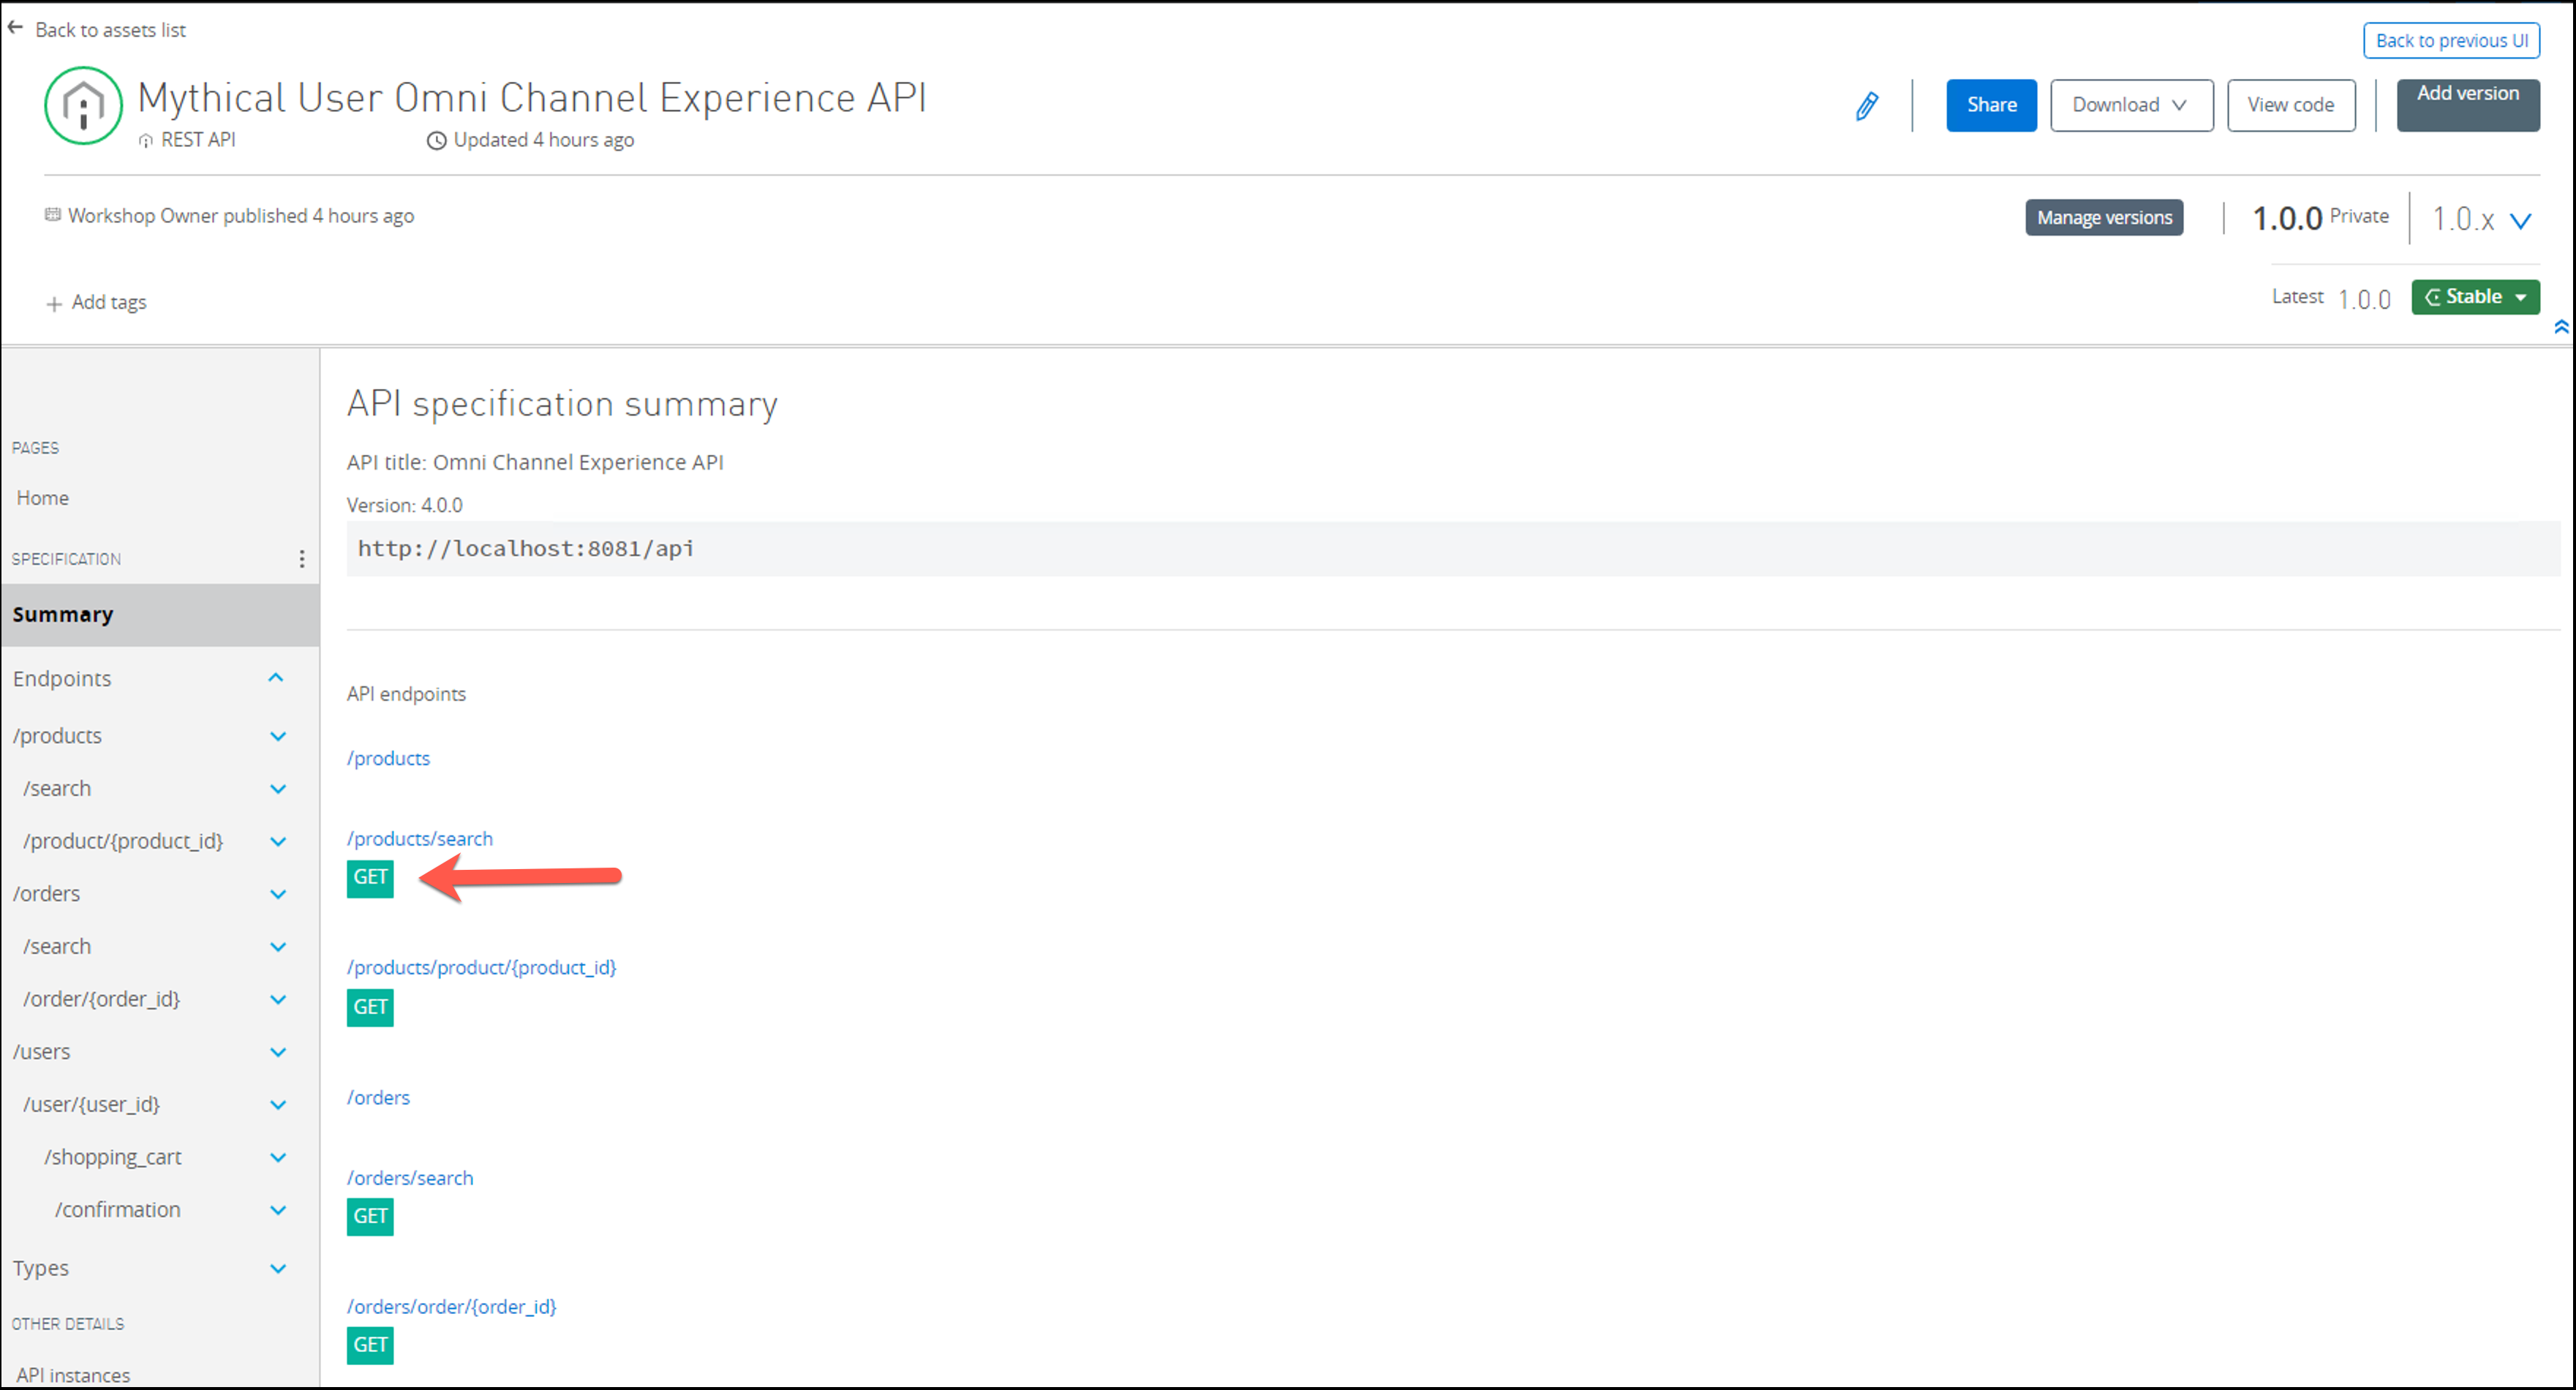 Back to assets list
Back to previous UI
Mythical User Omni Channel Experience API
Share
Download
View code
Add version
REST API
Updated 4 hours ago
Workshop Owner published 4 hours ago
Manage versions
1.0.0 Private
1.0.x
Add tags
Latest 1.0.0
Stable
PAGES
Home
SPECIFICATION
Summary
Endpoints
/products
/search
/product/{product_id}
/orders
/search
/order/{order_id}
/users
/user/{user_id}
/shopping_cart
/confirmation
Types
OTHER DETAILS
API instances
API specification summary
API title: Omni Channel Experience API
Version: 4.0.0
http://localhost:8081/api
API endpoints
/products
/products/search
GET
/products/product/{product_id}
GET
/orders
/orders/search
GET
/orders/order/{order_id}
GET